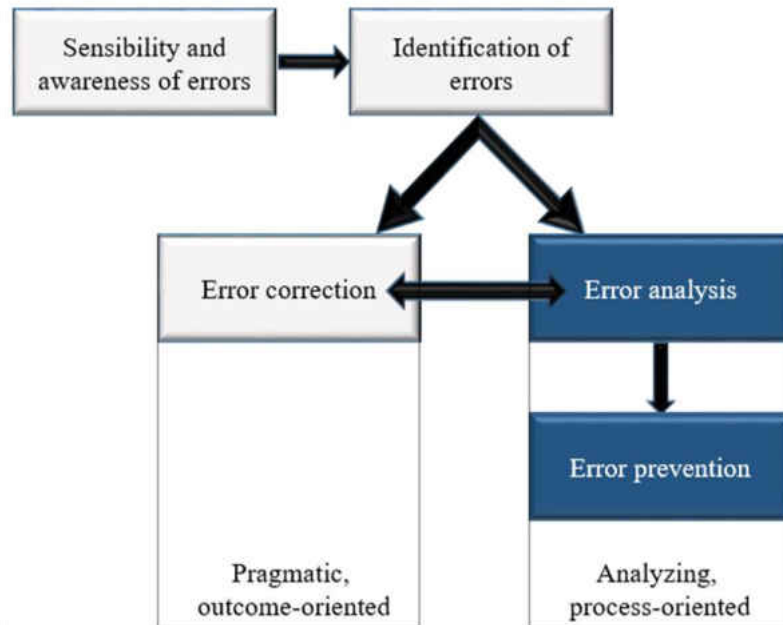 Sensibility and
awareness of errors
Identification of
errors
Error correction
Error analysis
Error prevention
Pragmatic,
outcome-oriented
Analyzing,
process-oriented